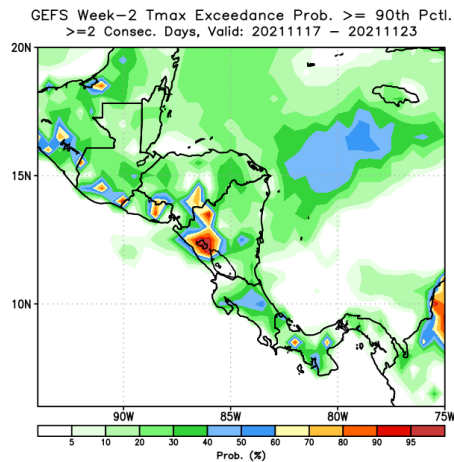 GEFS Week-2 Tmax Exceedance Prob. >= 90th Pctl.
>=2 Consec. Days, Valid: 20211117 - 20211123
20N
15N
10N
90W 85W 80W 75W
5 10 20 30 40 50 60 70 80 90 95
Prob. (%)